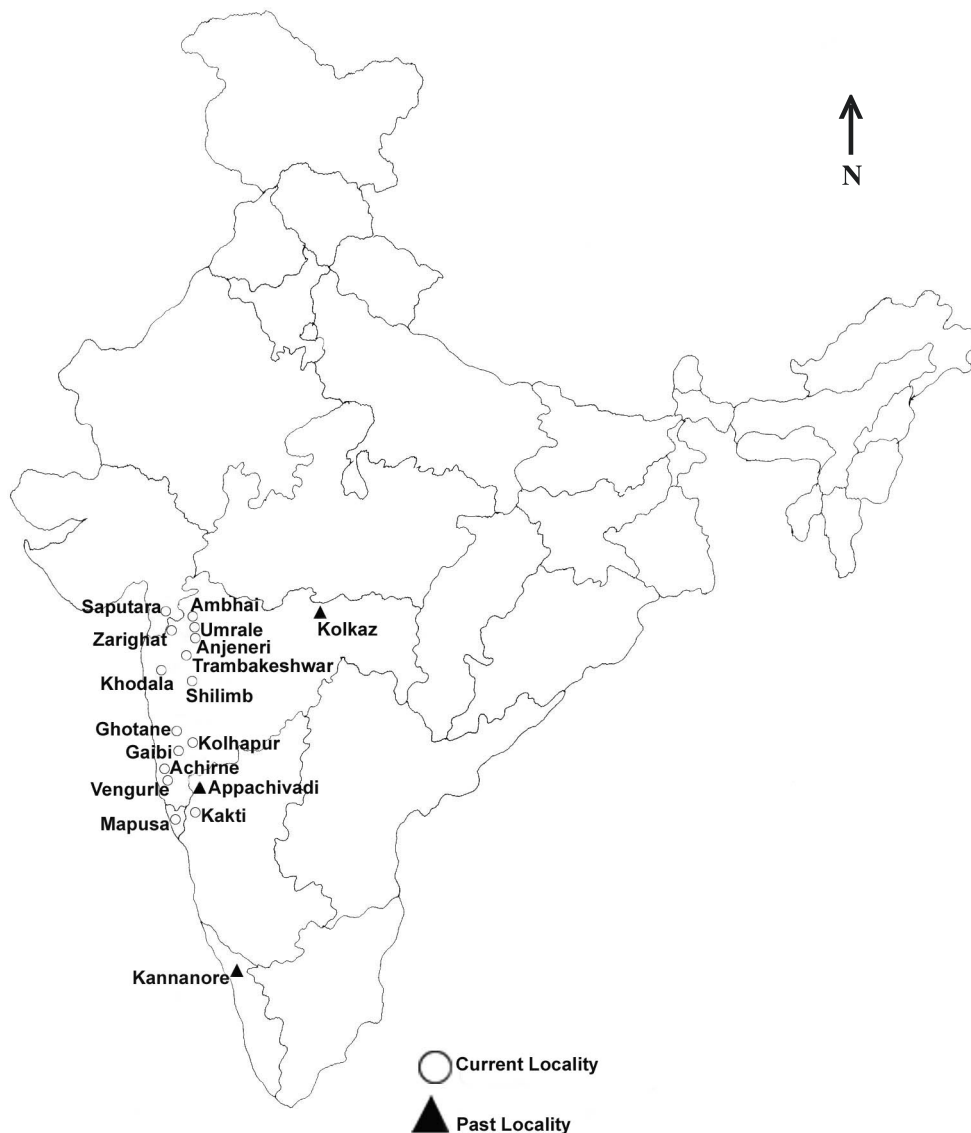 N
Saputara
Ambhai
Umrale
Kolkaz
Zarighat
Anjeneri
Trambakeshwar
Khodala
Shilimb
Ghotane
Kolhapur
Gaibi
Achirne
Vengurle
Appachivadi
Mapusa
Kakti
Kannanore
Current Locality
Past Locality